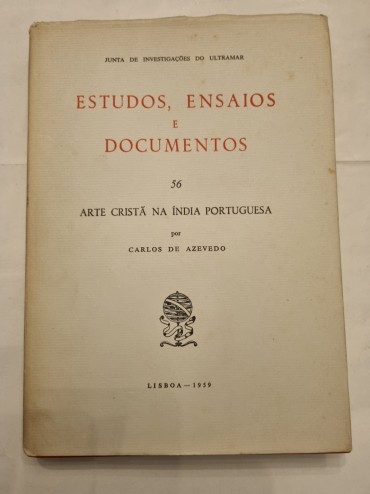 JUNTA DE INVESTIGAÇÕES DO ULTRAMAR
ESTUDOS, ENSAIOS
E
DOCUMENTOS
56
ARTE CRISTÃ NA ÍNDIA PORTUGUESA
por
CARLOS DE AZEVEDO
LISBOA — 1959